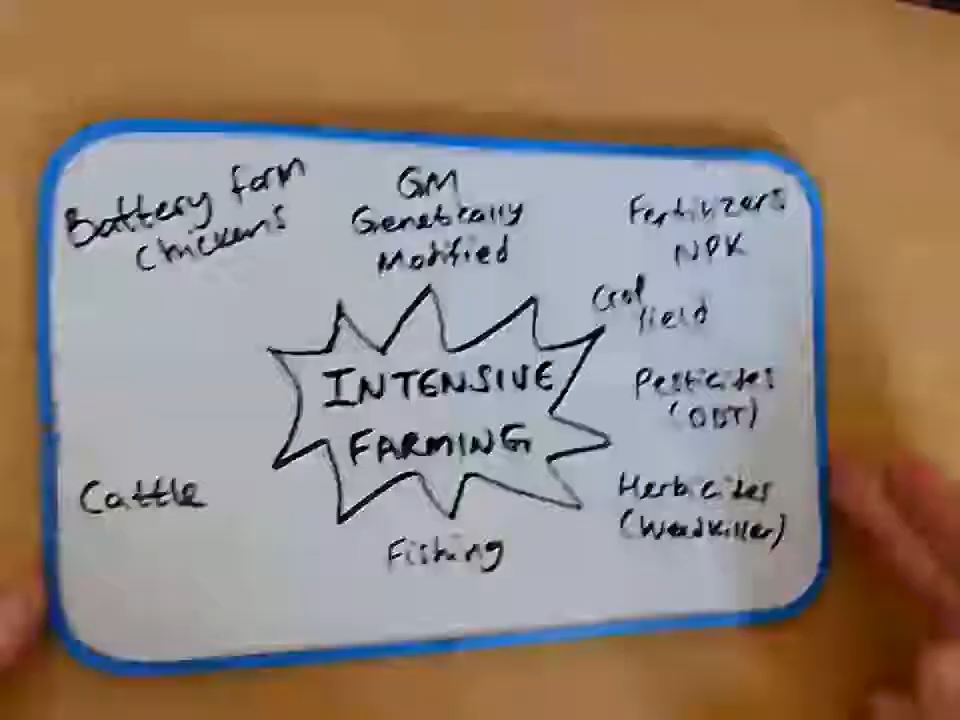 Battery farm
Chickens
GM
Genetically
Modified
Fertilizers
NPK
Crop
Yield
INTENSIVE
FARMING
Pesticides
(DDT)
Herbicides
(Weedkiller)
Cattle
Fishing